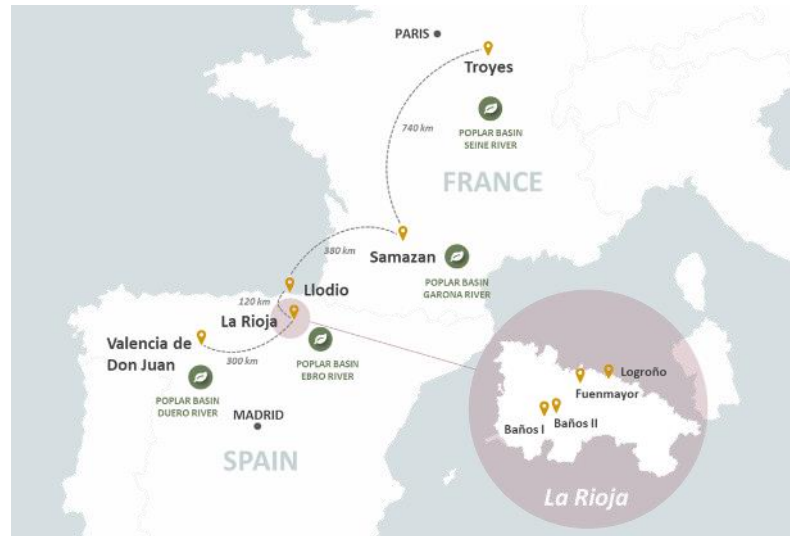 PARIS
Troyes
740 km
POPLAR BASIN
SEINE RIVER
FRANCE
380 km
Samazan
POPLAR BASIN
GARONA RIVER
Llodio
120 km
La Rioja
Valencia de
Don Juan
300 km
POPLAR BASIN
EBRO RIVER
POPLAR BASIN
DUERO RIVER
MADRID
SPAIN
Logroño
Fuenmayor
Baños I
Baños II
La Rioja